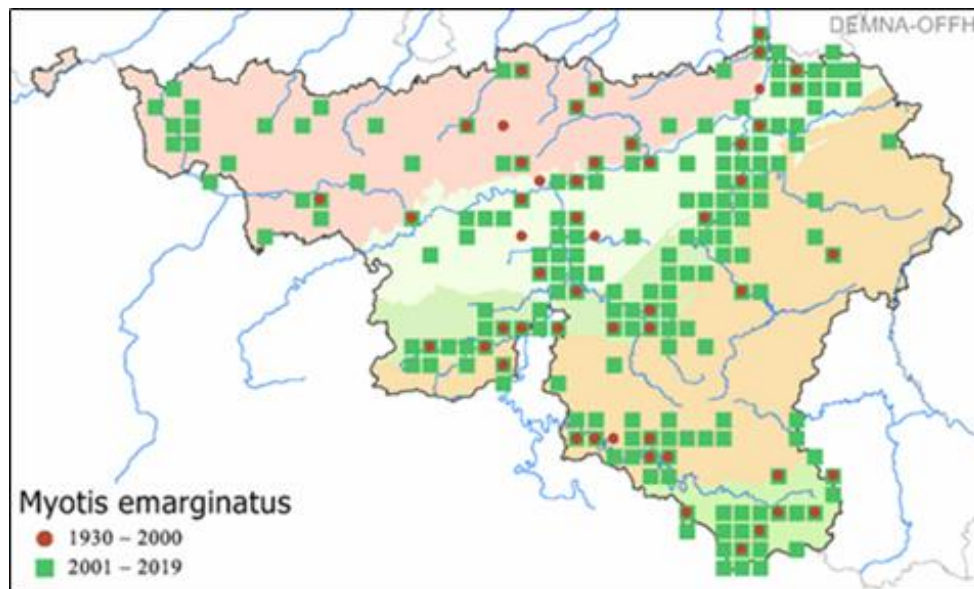 DEMNA-OFFH
Myotis emarginatus
1930 – 2000
2001 – 2019